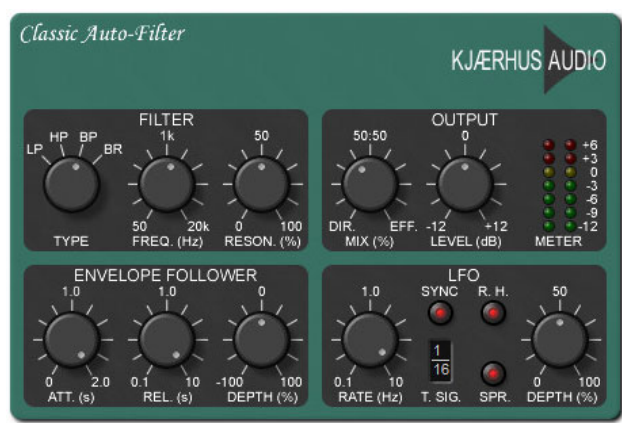 Classic Auto-Filter
KJÆRHUS AUDIO
FILTER
LP HP BP BR
TYPE
1k
50 20k
FREQ. (Hz)
50
0 100
RESON. (%)
OUTPUT
50:50
DIR. EFF.
MIX (%)
0
-12 +12
LEVEL (dB)
+6
+3
0
-3
-6
-9
-12
METER
ENVELOPE FOLLOWER
1.0
0 2.0
ATT. (s)
1.0
0.1 10
REL. (s)
0
-100 100
DEPTH (%)
LFO
1.0
0.1 10
RATE (Hz)
SYNC R. H.
1
16
T. SIG. SPR.
50
0 100
DEPTH (%)